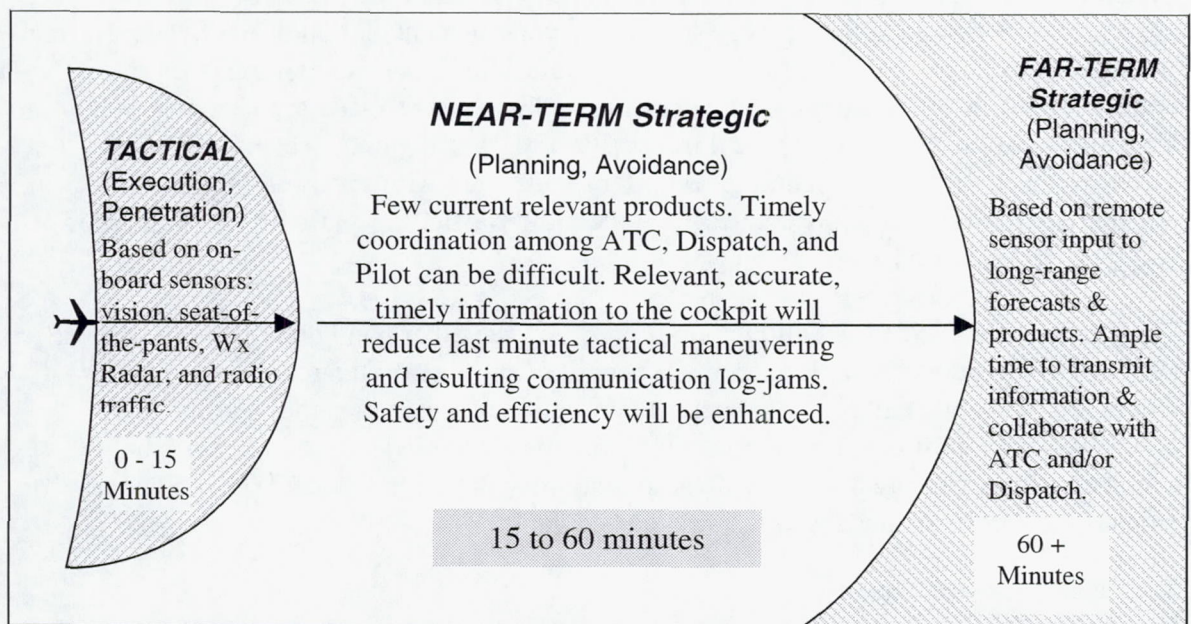 TACTICAL
(Execution,
Penetration)
Based on on-
board sensors:
vision, seat-of-
the-pants, Wx
Radar, and radio
traffic.
0 - 15
Minutes
NEAR-TERM Strategic
(Planning, Avoidance)
Few current relevant products. Timely
coordination among ATC, Dispatch, and
Pilot can be difficult. Relevant, accurate,
timely information to the cockpit will
reduce last minute tactical maneuvering
and resulting communication log-jams.
Safety and efficiency will be enhanced.
15 to 60 minutes
FAR-TERM
Strategic
(Planning,
Avoidance)
Based on remote
sensor input to
long-range
forecasts &
products. Ample
time to transmit
information &
collaborate with
ATC and/or
Dispatch.
60 +
Minutes